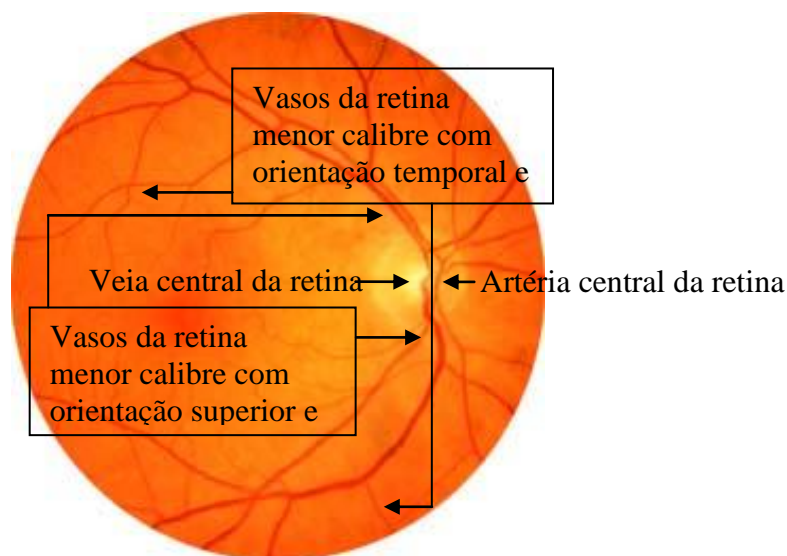 Vasos da retina
menor calibre com
orientação temporal e
Veia central da retina
Artéria central da retina
Vasos da retina
menor calibre com
orientação superior e